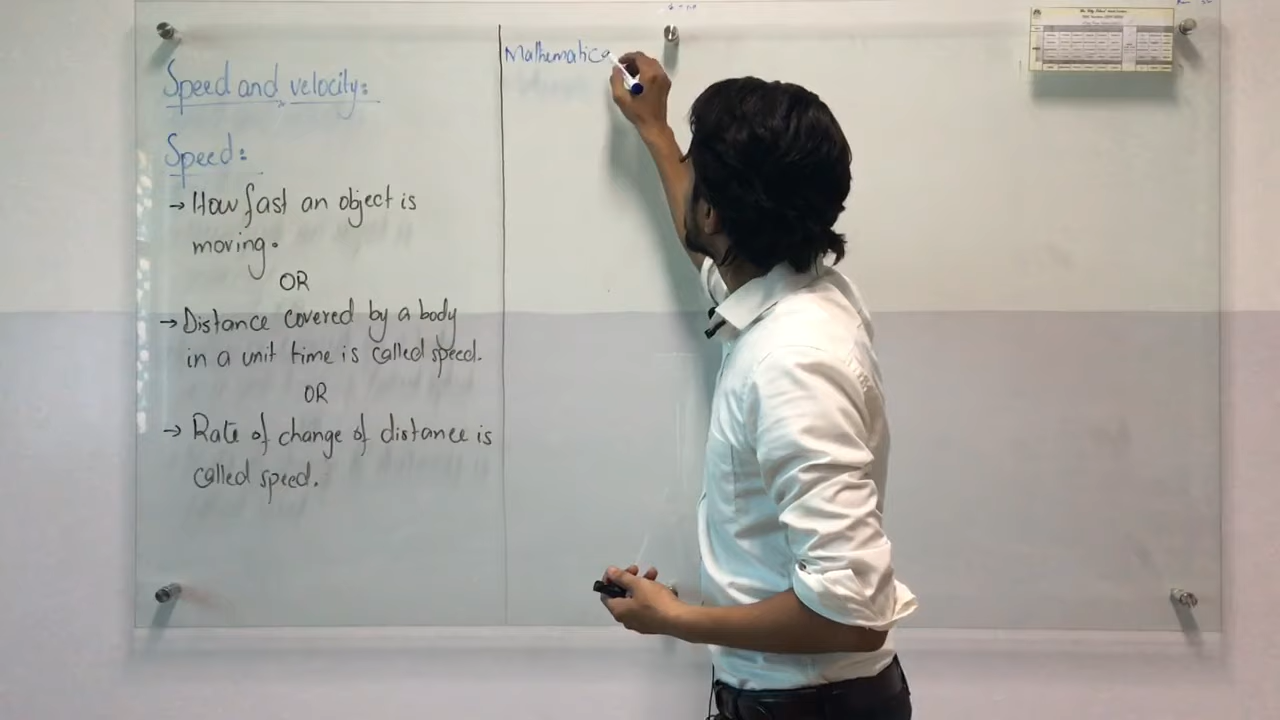 Speed and velocity:
Speed:
→ How fast an object is
moving.
OR
→ Distance covered by a body
in a unit time is called speed.
OR
→ Rate of change of distance is
called speed.
Mathematica